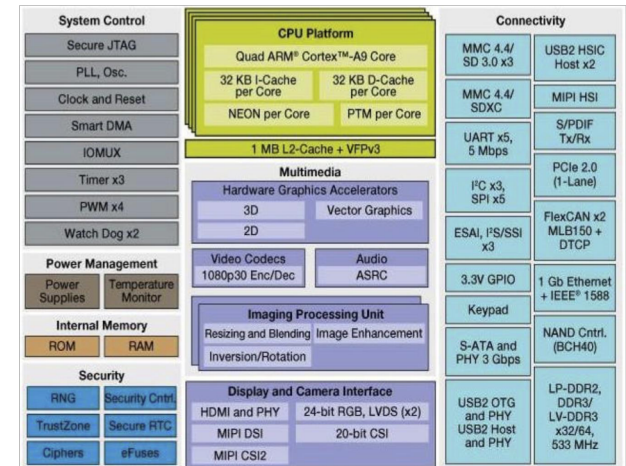 System Control
Secure JTAG
PLL, Osc.
Clock and Reset
Smart DMA
IOMUX
Timer x3
PWM x4
Watch Dog x2
Power Management
Power
Supplies
Temperature
Monitor
Internal Memory
ROM
RAM
Security
RNG
Security Cntrl.
TrustZone
Secure RTC
Ciphers
eFuses
CPU Platform
Quad ARM® Cortex™-A9 Core
32 KB I-Cache
per Core
32 KB D-Cache
per Core
NEON per Core
PTM per Core
1 MB L2-Cache + VFPv3
Multimedia
Hardware Graphics Accelerators
3D
Vector Graphics
2D
Video Codecs
1080p30 Enc/Dec
Audio
ASRC
Imaging Processing Unit
Resizing and Blending
Image Enhancement
Inversion/Rotation
Display and Camera Interface
HDMI and PHY
24-bit RGB, LVDS (x2)
MIPI DSI
20-bit CSI
MIPI CSI2
Connectivity
MMC 4.4/
SD 3.0 x3
MMC 4.4/
SDXC
UART x5,
5 Mbps
I²C x3,
SPI x5
ESAI, I²S/SSI
x3
3.3V GPIO
Keypad
S-ATA and
PHY 3 Gbps
USB2 OTG
and PHY
USB2 Host
and PHY
USB2 HSIC
Host x2
MIPI HSI
S/PDIF
Tx/Rx
PCIe 2.0
(1-Lane)
FlexCAN x2
MLB150 +
DTCP
1 Gb Ethernet
+ IEEE® 1588
NAND Cntrl.
(BCH40)
LP-DDR2,
DDR3/
LV-DDR3
x32/64,
533 MHz